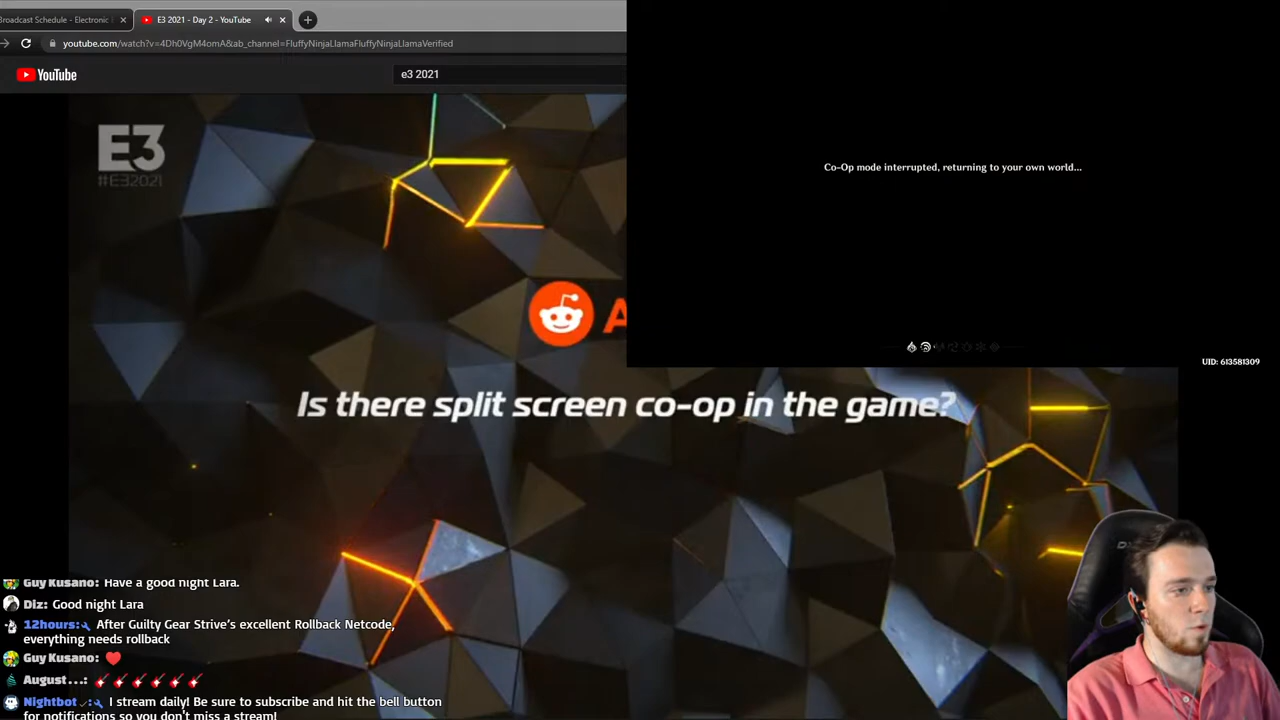 Broadcast Schedule - Electronic
E3 2021 - Day 2 - YouTube
youtube.com/watch?v=4Dh0VgM4omA&ab_channel=FluffyNinjaLlamaFluffyNinjaLlamaVerified
YouTube
e3 2021
E3
#E32021
Co-Op mode interrupted, returning to your own world...
A
UID: 613581309
Is there split screen co-op in the game?
Guy Kusano: Have a good night Lara.
Diz: Good night Lara
12hours: After Guilty Gear Strive's excellent Rollback Netcode,
everything needs rollback
Guy Kusano:
August...:
Nightbot: I stream daily! Be sure to subscribe and hit the bell button
for notifications so you don't miss a stream!